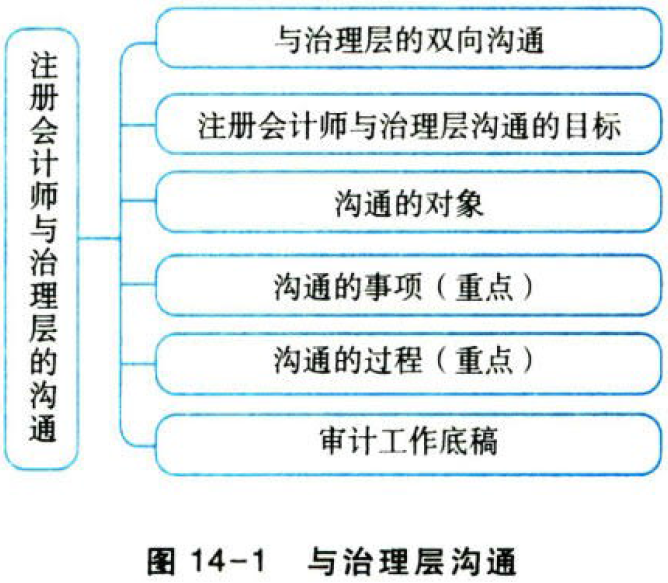 注册会计师与治理层的沟通
与治理层的双向沟通
注册会计师与治理层沟通的目标
沟通的对象
沟通的事项（重点）
沟通的过程（重点）
审计工作底稿
图 14-1 与治理层沟通